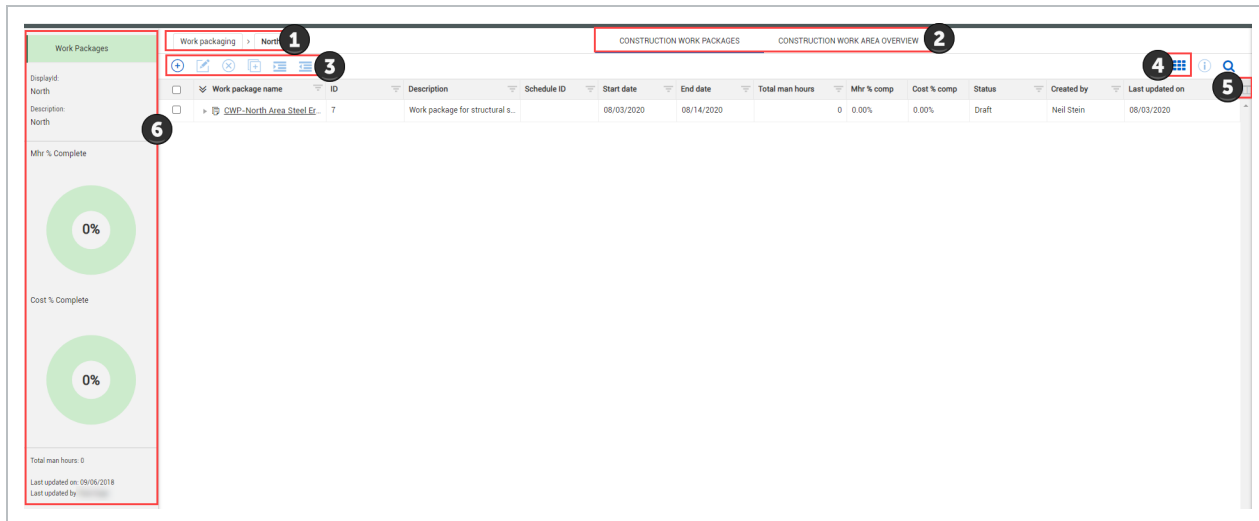 Work Packages
DisplayId:
North
Description:
North
6
Mhr % Complete
0%
Cost % Complete
0%
Total man hours: 0
Last updated on: 09/06/2018
Last updated by
Work packaging > North 1
CONSTRUCTION WORK PACKAGES CONSTRUCTION WORK AREA OVERVIEW 2
3
4
5
Work package name ID Description Schedule ID Start date End date Total man hours Mhr % comp Cost % comp Status Created by Last updated on
CWP-North Area Steel Er... 7 Work package for structural s... 08/03/2020 08/14/2020 0 0.00% 0.00% Draft Neil Stein 08/03/2020